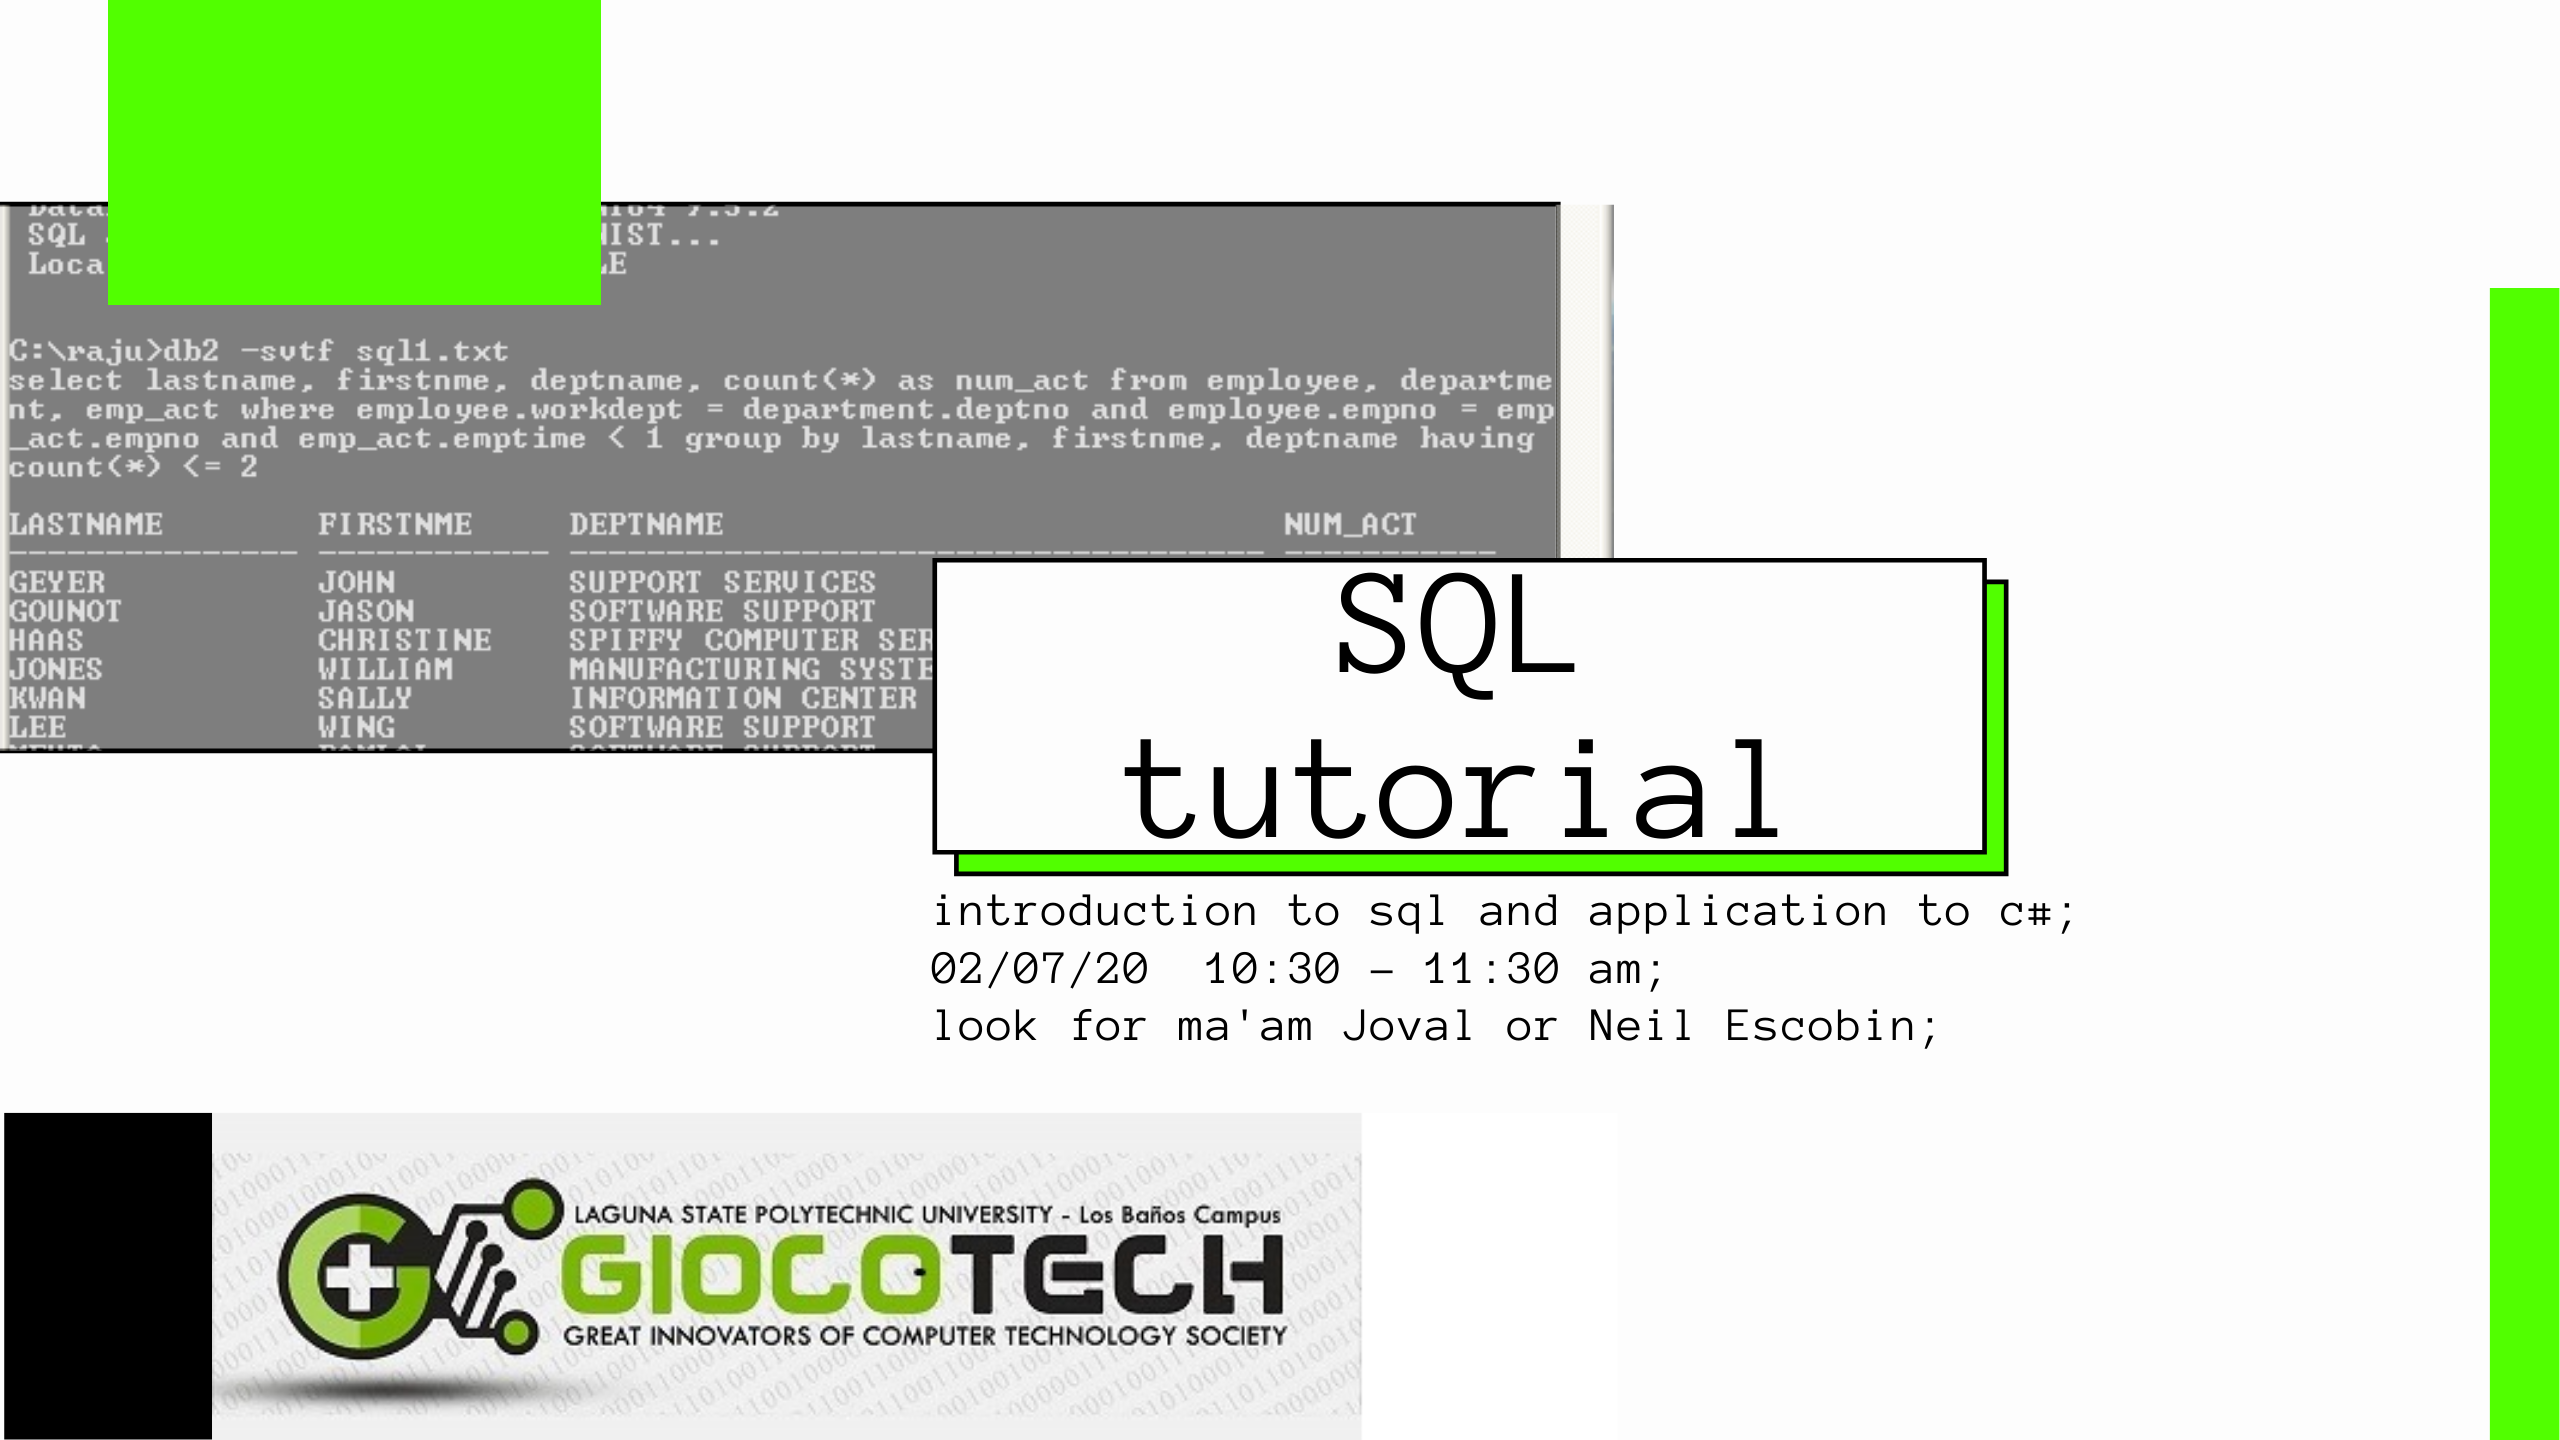 SQL
NIST...
Loca
LE
C:\raju>db2 -svtf sql1.txt
select lastname, firstnme, deptname, count(*) as num_act from employee, departme
nt, emp_act where employee.workdept = department.deptno and employee.empno = emp
_act.empno and emp_act.emptime < 1 group by lastname, firstnme, deptname having
count(*) <= 2
LASTNAME FIRSTNME DEPTNAME NUM_ACT
GEYER JOHN SUPPORT SERVICES
GOUNOT JASON SOFTWARE SUPPORT
HAAS CHRISTINE SPIFFY COMPUTER SER
JONES WILLIAM MANUFACTURING SYSTE
KWAN SALLY INFORMATION CENTER
LEE WING SOFTWARE SUPPORT
SQL
tutorial
introduction to sql and application to c#;
02/07/20 10:30 - 11:30 am;
look for ma'am Joval or Neil Escobin;
LAGUNA STATE POLYTECHNIC UNIVERSITY - Los Baños Campus
GIOCOTECH
GREAT INNOVATORS OF COMPUTER TECHNOLOGY SOCIETY